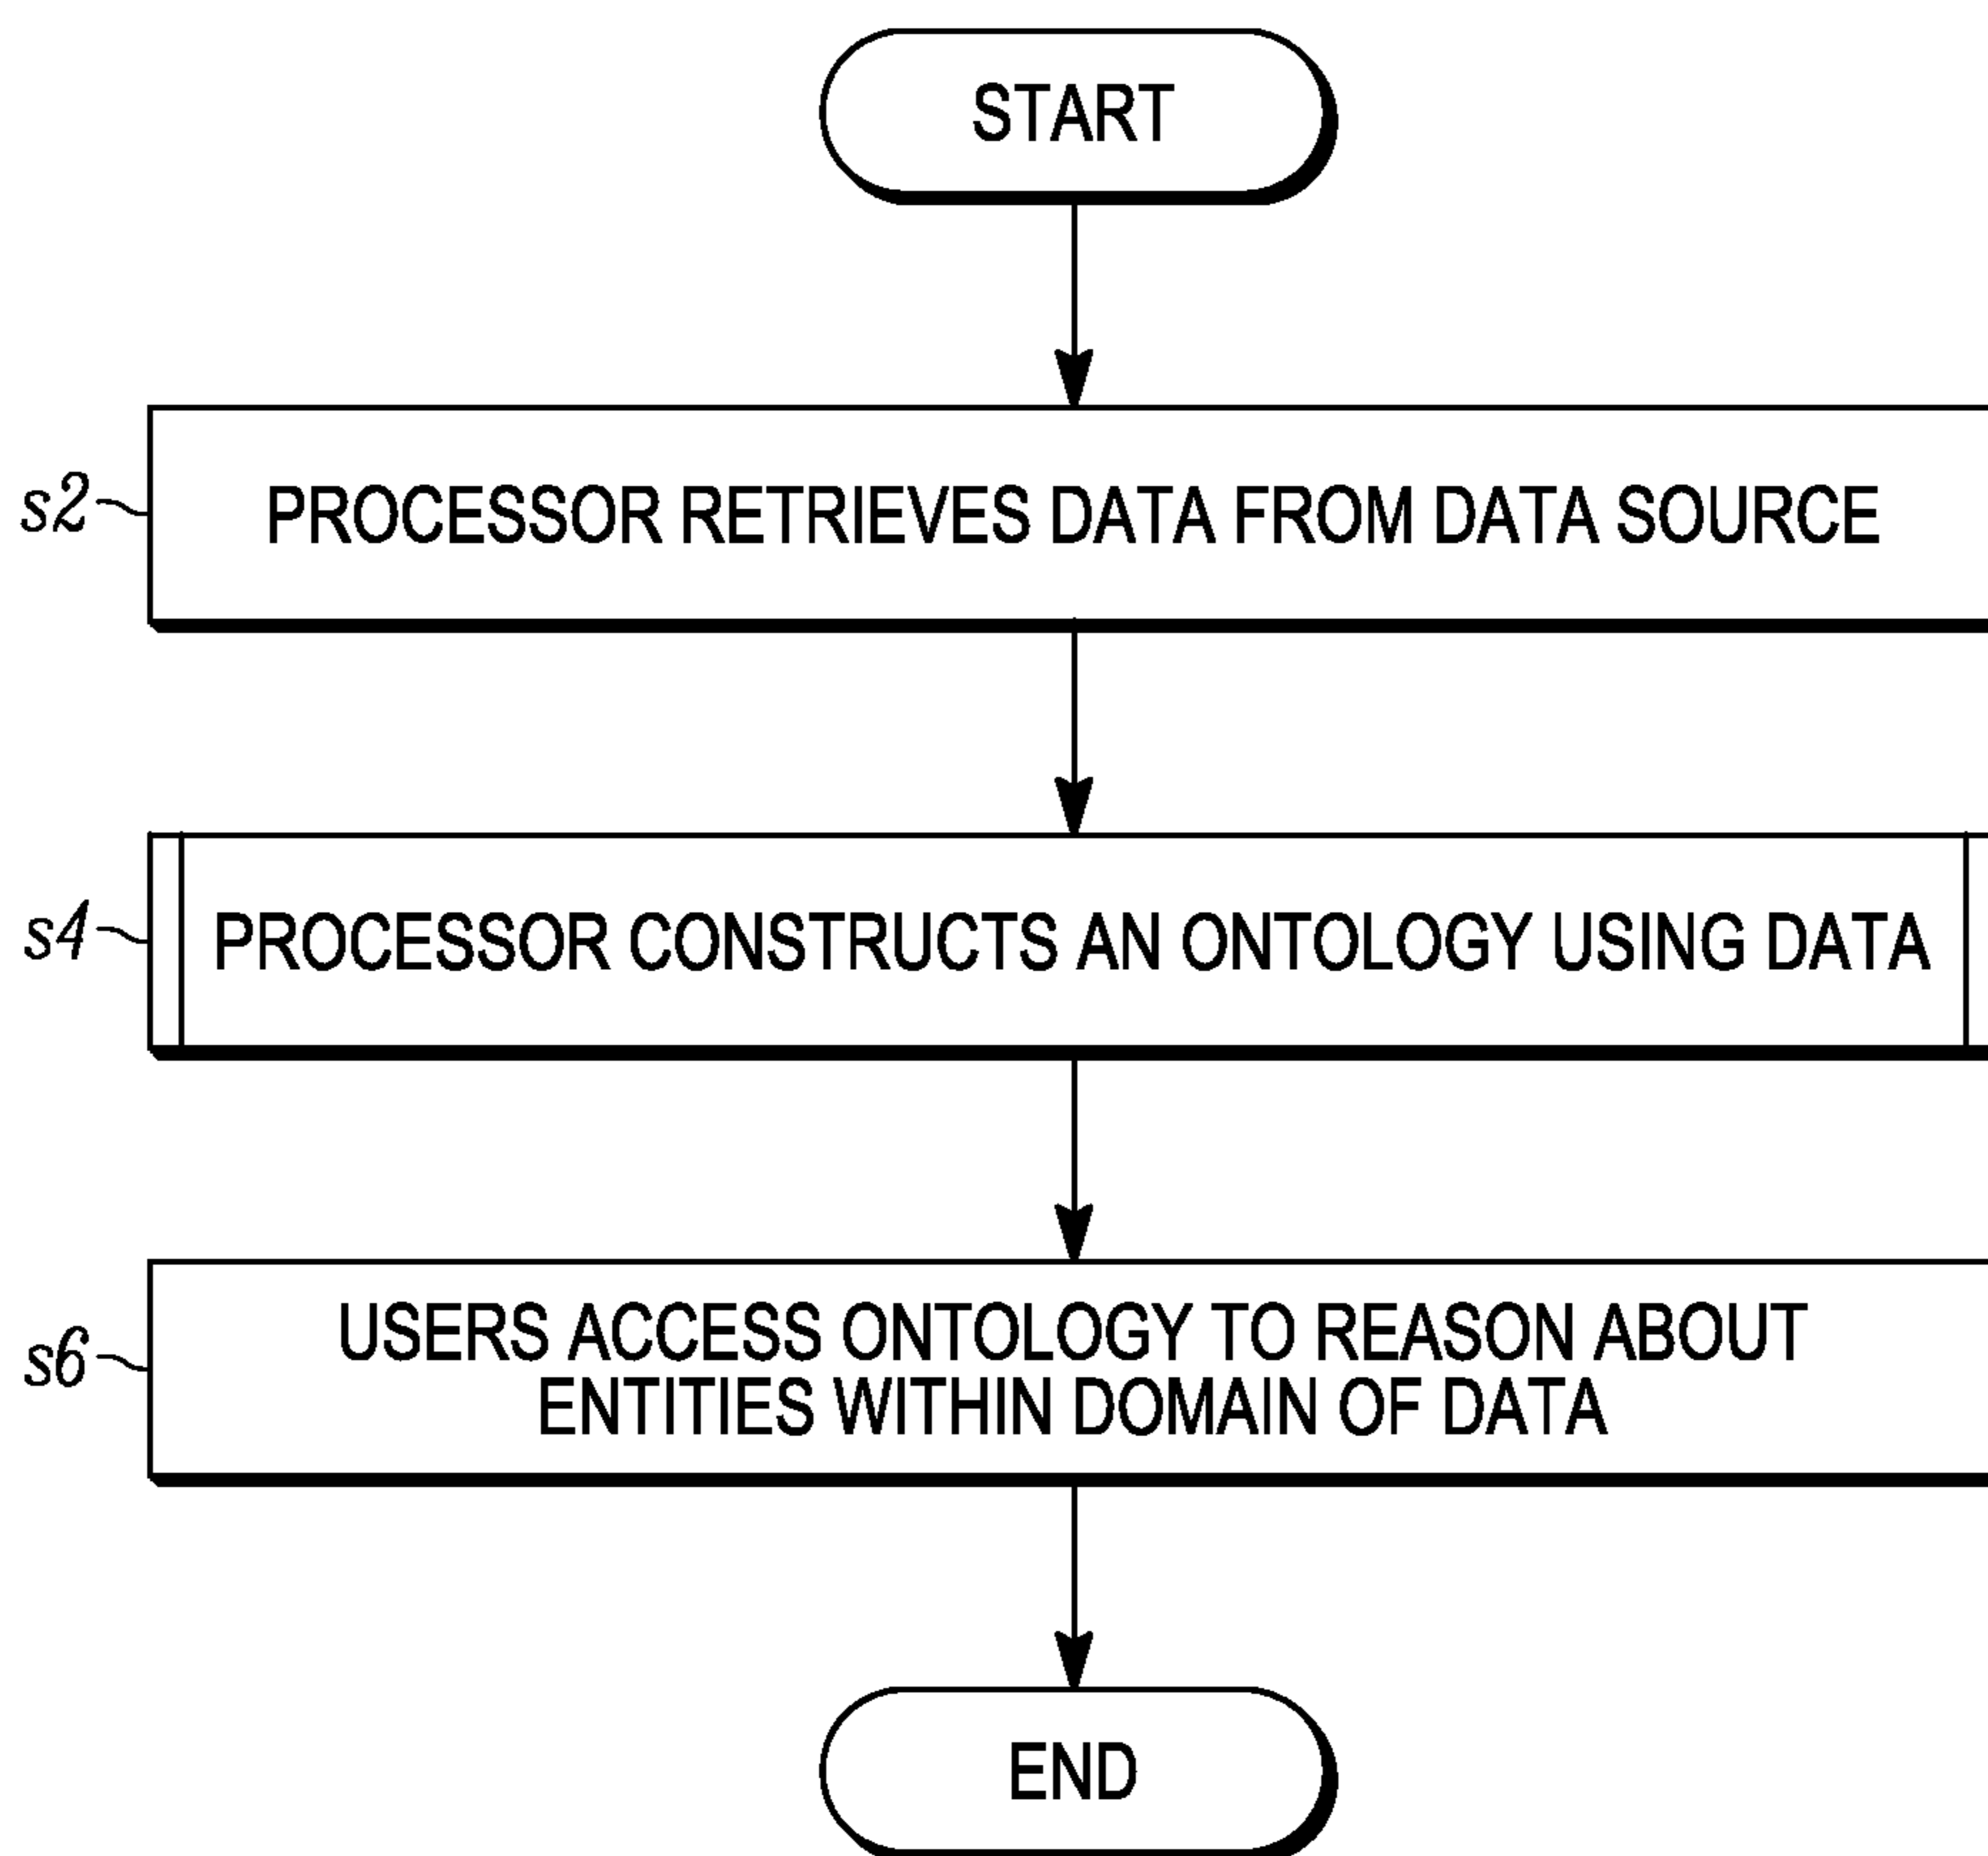 START
s2
PROCESSOR RETRIEVES DATA FROM DATA SOURCE
s4
PROCESSOR CONSTRUCTS AN ONTOLOGY USING DATA
s6
USERS ACCESS ONTOLOGY TO REASON ABOUT
ENTITIES WITHIN DOMAIN OF DATA
END